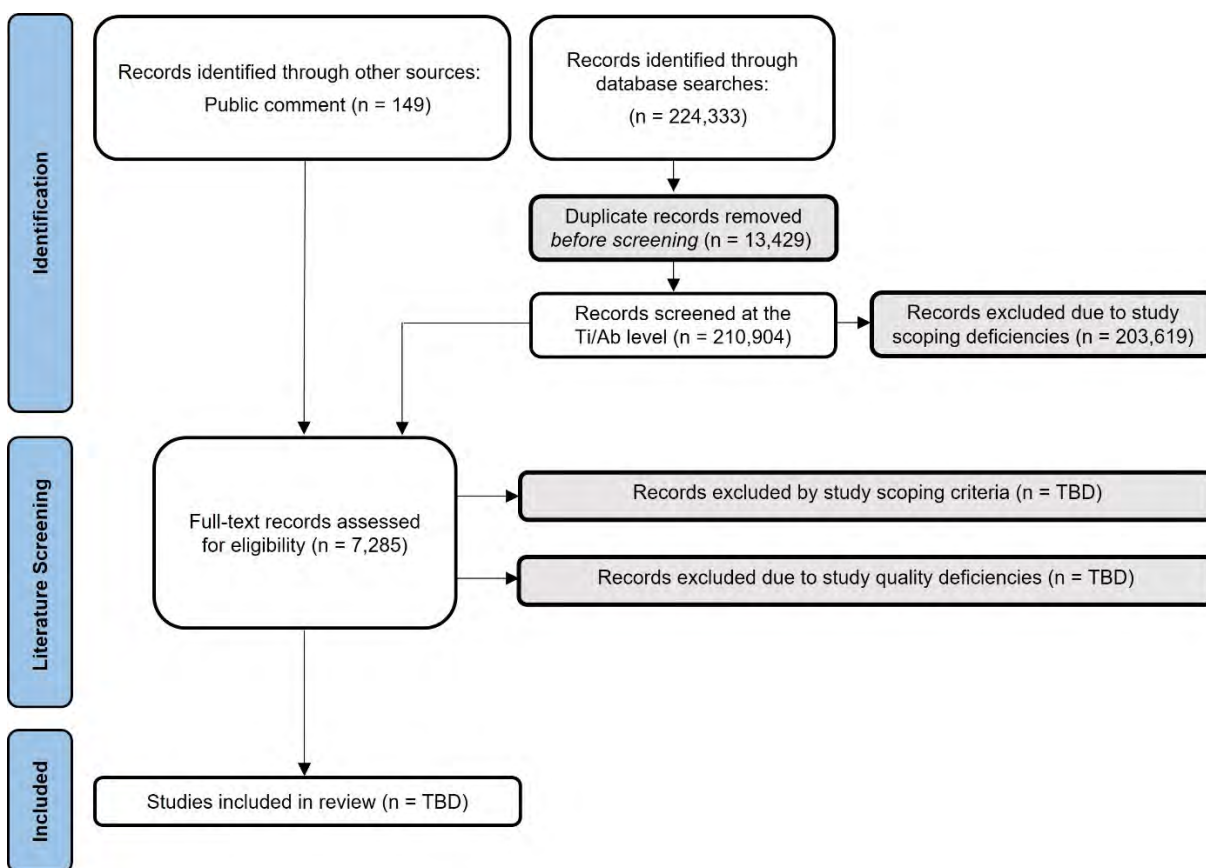 Identification
Records identified through other sources:
Public comment (n = 149)
Records identified through
database searches:
(n = 224,333)
Duplicate records removed
before screening (n = 13,429)
Records screened at the
Ti/Ab level (n = 210,904)
Records excluded due to study
scoping deficiencies (n = 203,619)
Literature Screening
Full-text records assessed
for eligibility (n = 7,285)
Records excluded by study scoping criteria (n = TBD)
Records excluded due to study quality deficiencies (n = TBD)
Included
Studies included in review (n = TBD)